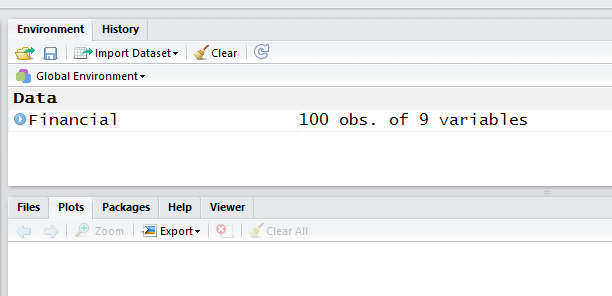 Environment History
Import Dataset Clear
Global Environment
Data
Financial 100 obs. of 9 variables
Files Plots Packages Help Viewer
Zoom Export Clear All